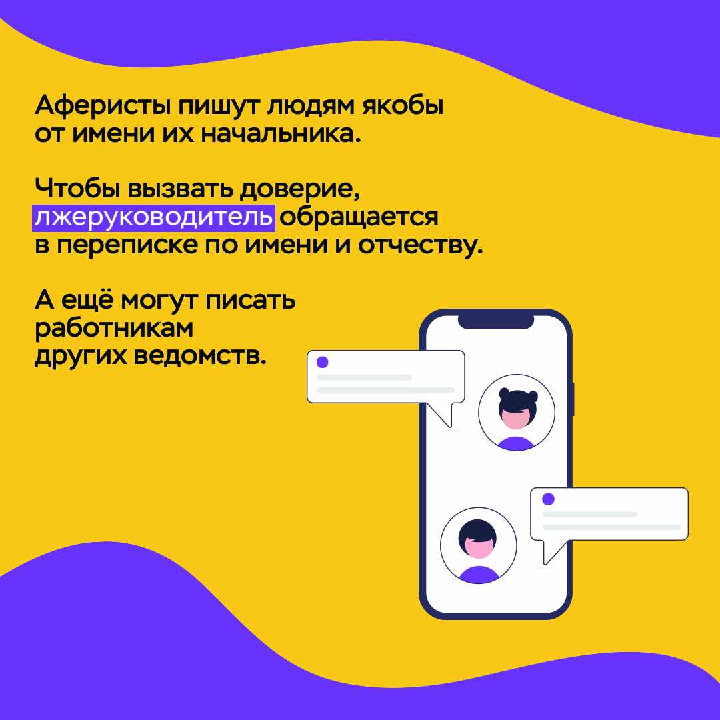 Аферисты пишут людям якобы
от имени их начальника.
Чтобы вызвать доверие,
лжеруководитель обращается
в переписке по имени и отчеству.
А ещё могут писать
работникам
других ведомств.